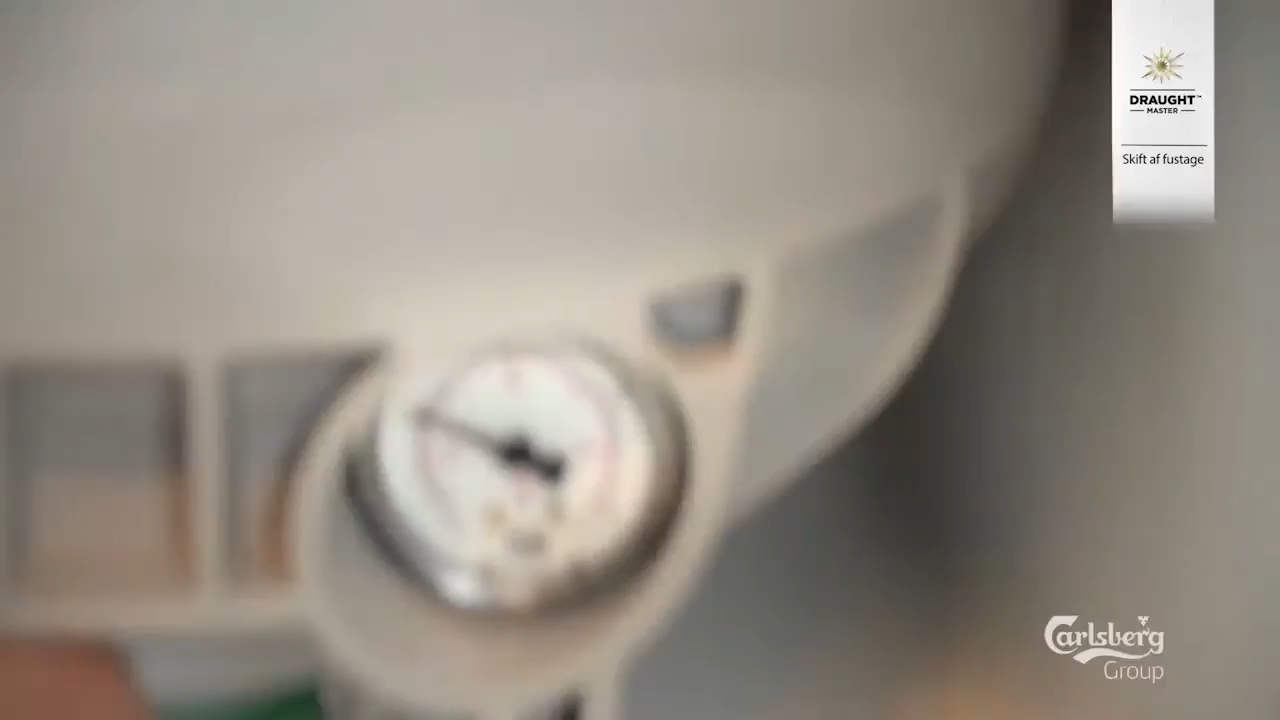 DRAUGHT™
MASTER
Skift af fustage
Carlsberg
Group